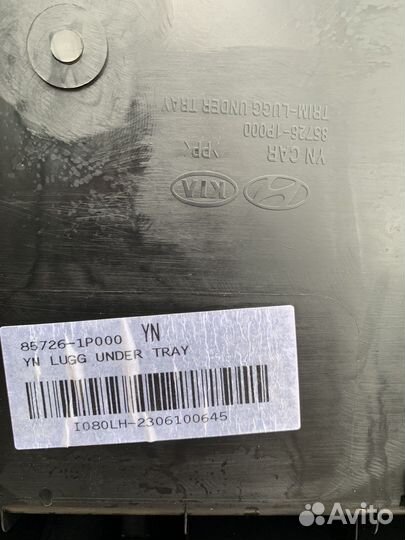 TRIM-LUGG UNDER TRAY
85726-1P000
YN CAR
>PP<
KIA
85726-1P000 YN
YN LUGG UNDER TRAY
I080LH-2306100645
Avito